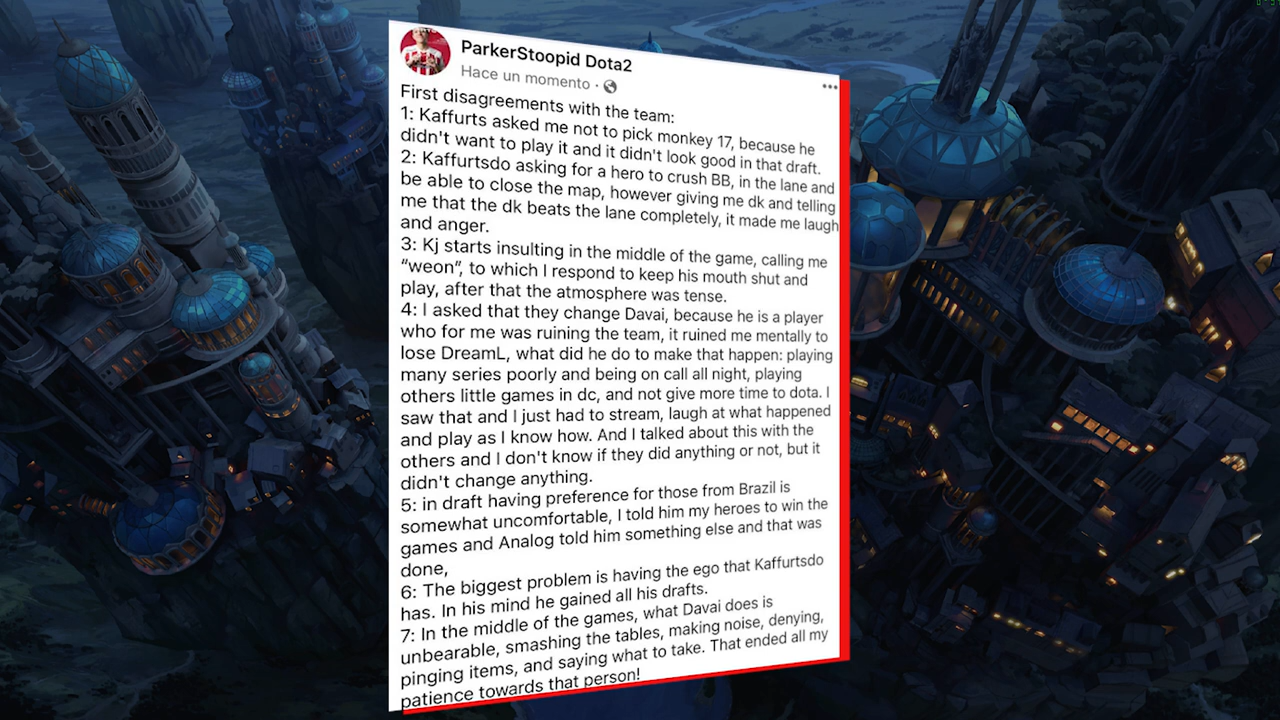 ParkerStoopid Dota2
Hace un momento ·
First disagreements with the team:
1: Kaffurts asked me not to pick monkey 17, because he
didn't want to play it and it didn't look good in that draft.
2: Kaffurtsdo asking for a hero to crush BB, in the lane and
be able to close the map, however giving me dk and telling
me that the dk beats the lane completely, it made me laugh
and anger.
3: Kj starts insulting in the middle of the game, calling me
“weon”, to which I respond to keep his mouth shut and
play, after that the atmosphere was tense.
4: I asked that they change Davai, because he is a player
who for me was ruining the team, it ruined me mentally to
lose DreamL, what did he do to make that happen: playing
many series poorly and being on call all night, playing
others little games in dc, and not give more time to dota. I
saw that and I just had to stream, laugh at what happened
and play as I know how. And I talked about this with the
others and I don't know if they did anything or not, but it
didn't change anything.
5: in draft having preference for those from Brazil is
somewhat uncomfortable, I told him my heroes to win the
games and Analog told him something else and that was
done,
6: The biggest problem is having the ego that Kaffurtsdo
has. In his mind he gained all his drafts.
7: In the middle of the games, what Davai does is
unbearable, smashing the tables, making noise, denying,
pinging items, and saying what to take. That ended all my
patience towards that person!